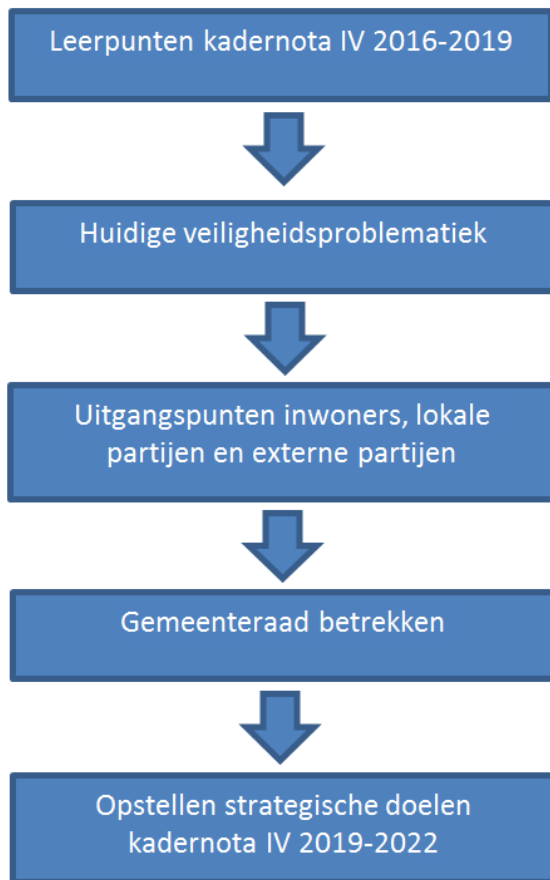 Leerpunten kadernota IV 2016-2019
Huidige veiligheidsproblematiek
Uitgangspunten inwoners, lokale
partijen en externe partijen
Gemeenteraad betrekken
Opstellen strategische doelen
kadernota IV 2019-2022